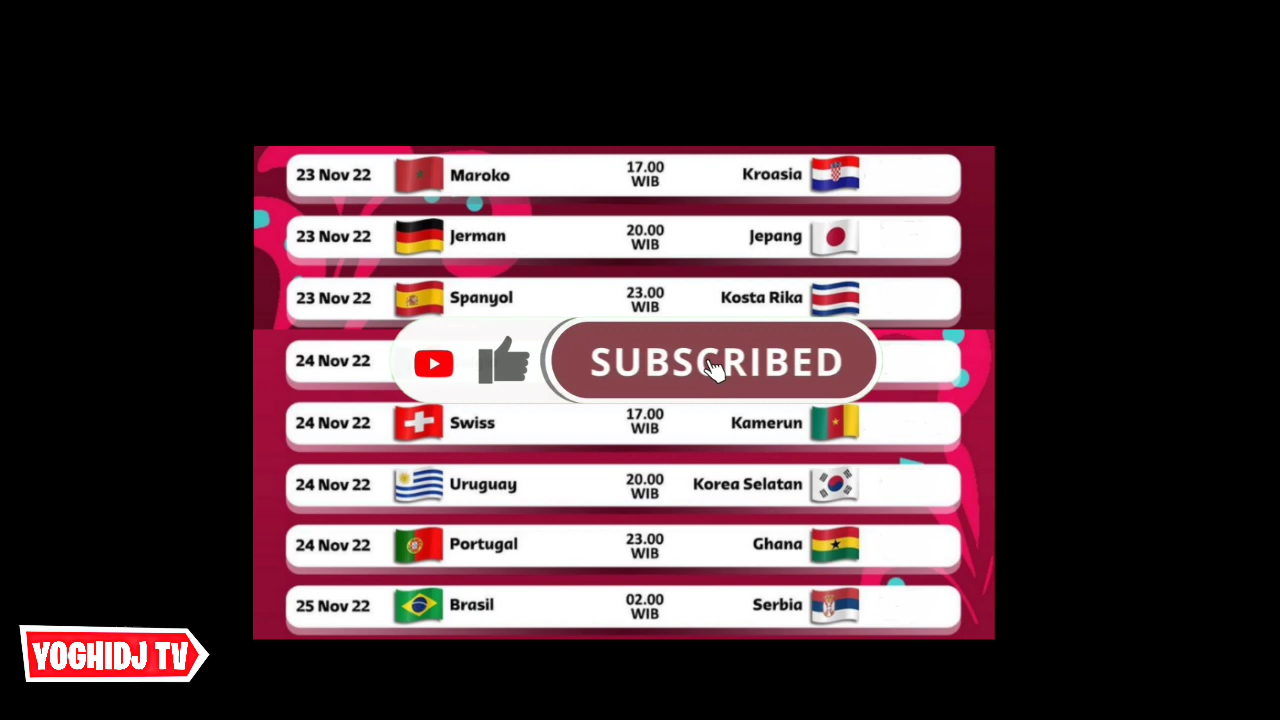 23 Nov 22 Maroko 17.00 WIB Kroasia
23 Nov 22 Jerman 20.00 WIB Jepang
23 Nov 22 Spanyol 23.00 WIB Kosta Rika
24 Nov 22
SUBSCRIBED
24 Nov 22 Swiss 17.00 WIB Kamerun
24 Nov 22 Uruguay 20.00 WIB Korea Selatan
24 Nov 22 Portugal 23.00 WIB Ghana
25 Nov 22 Brasil 02.00 WIB Serbia
YOGHIDJ TV